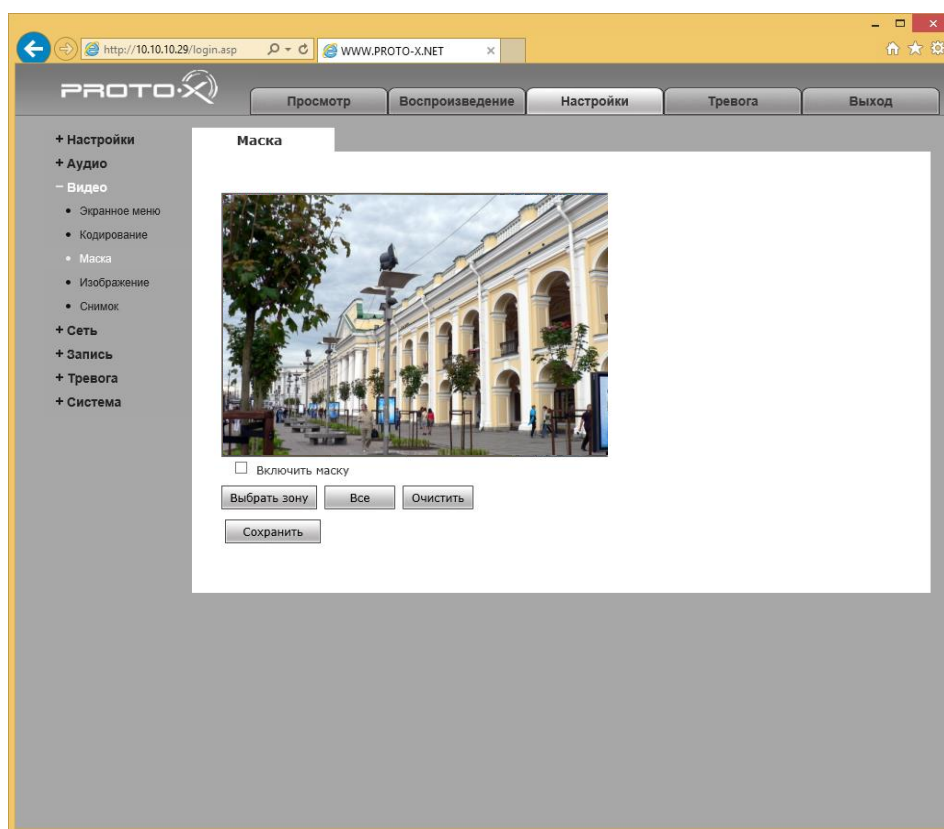 http://10.10.10.29/login.asp
WWW.PROTO-X.NET
PROTO·X
Просмотр
Воспроизведение
Настройки
Тревога
Выход
+ Настройки
+ Аудио
− Видео
• Экранное меню
• Кодирование
• Маска
• Изображение
• Снимок
+ Сеть
+ Запись
+ Тревога
+ Система
Маска
Включить маску
Выбрать зону
Все
Очистить
Сохранить